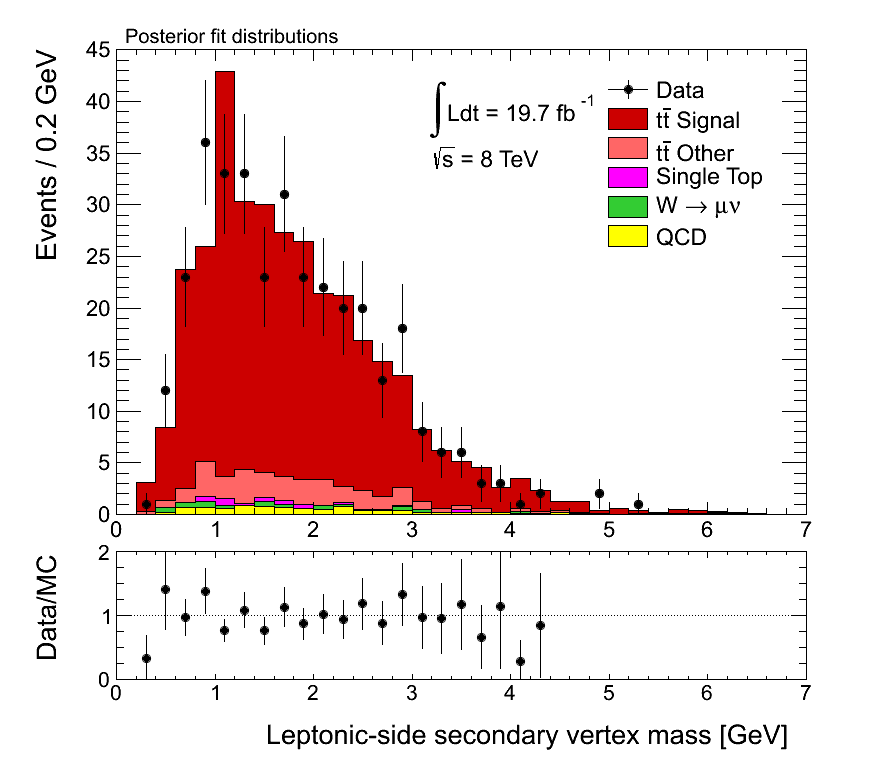 Posterior fit distributions
Events / 0.2 GeV
45
40
35
30
25
20
15
10
5
0
∫ Ldt = 19.7 fb⁻¹
√s = 8 TeV
Data
tt̄ Signal
tt̄ Other
Single Top
W → μν
QCD
0 1 2 3 4 5 6 7
Data/MC
2
1
0
0 1 2 3 4 5 6 7
Leptonic-side secondary vertex mass [GeV]